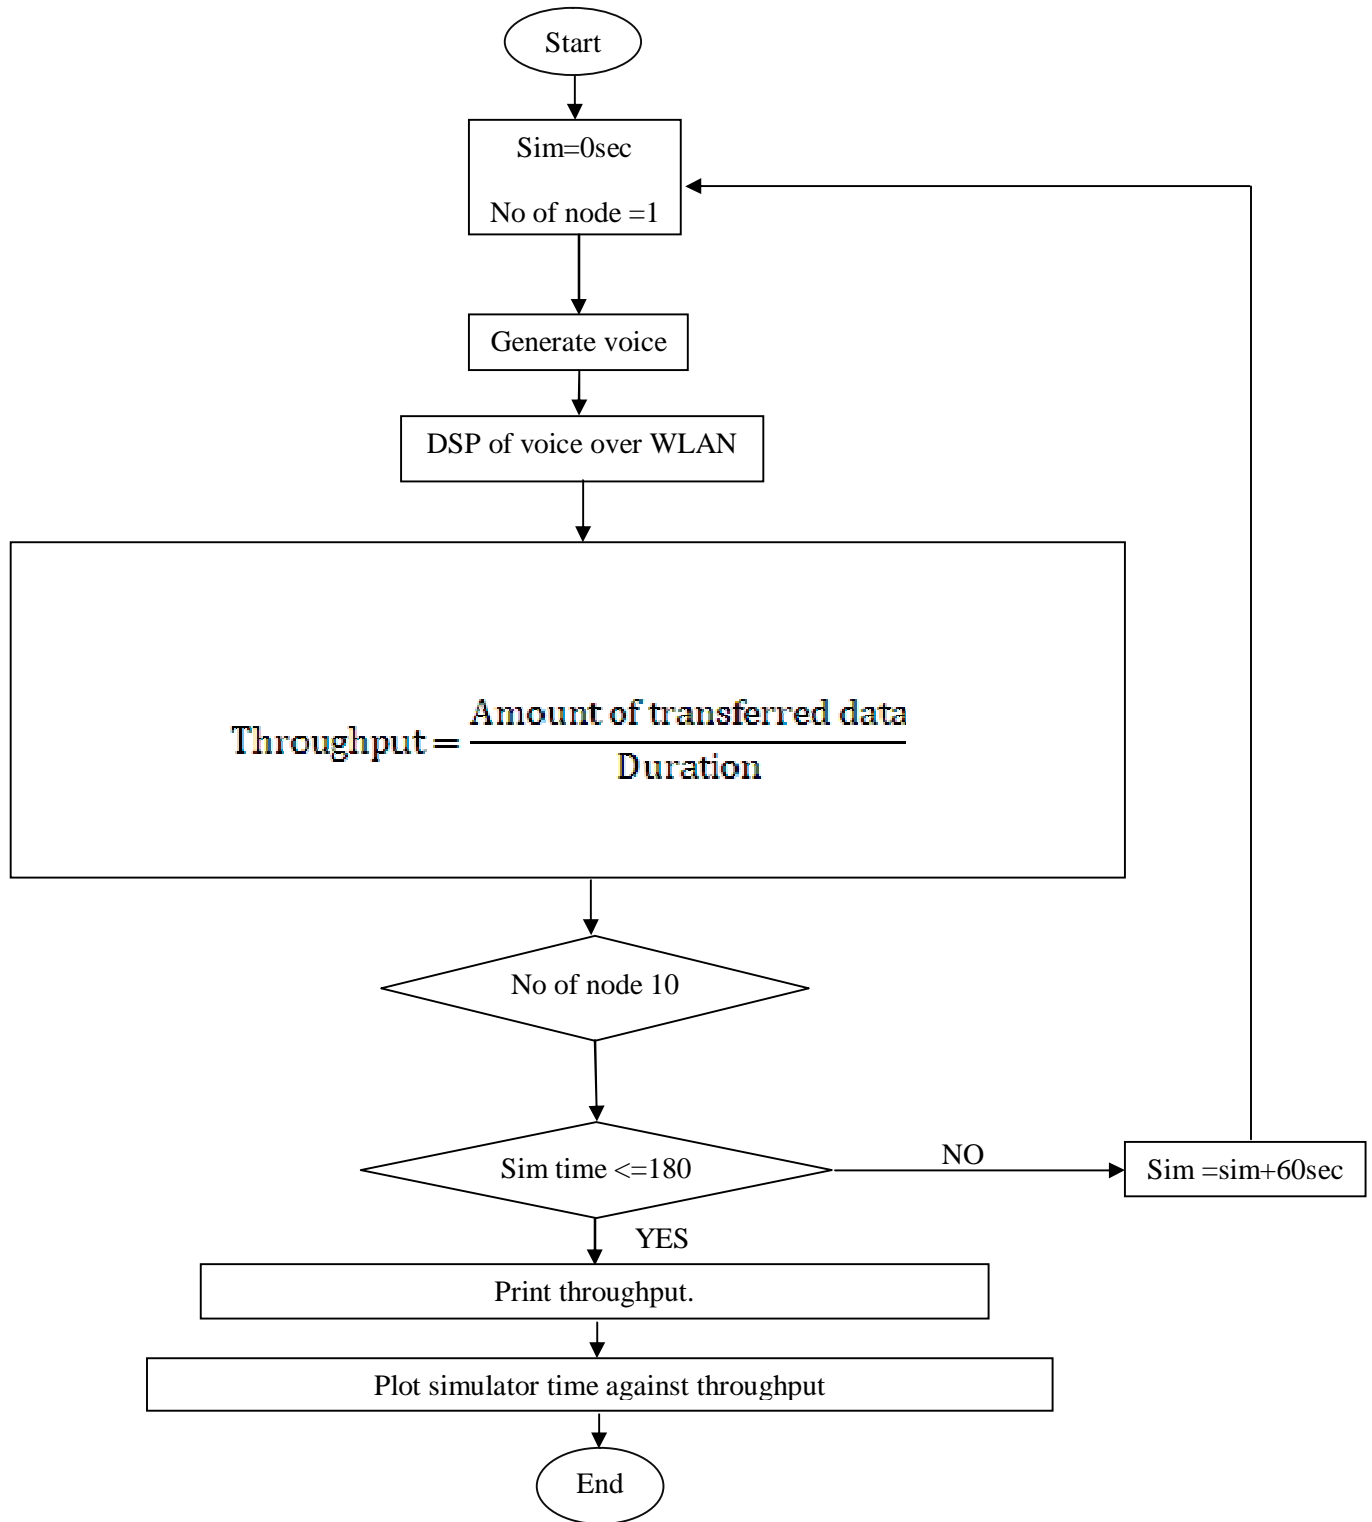 Start
Sim=0sec
No of node =1
Generate voice
DSP of voice over WLAN
Throughput = Amount of transferred data
Duration
No of node 10
Sim time <=180
NO
Sim =sim+60sec
YES
Print throughput.
Plot simulator time against throughput
End